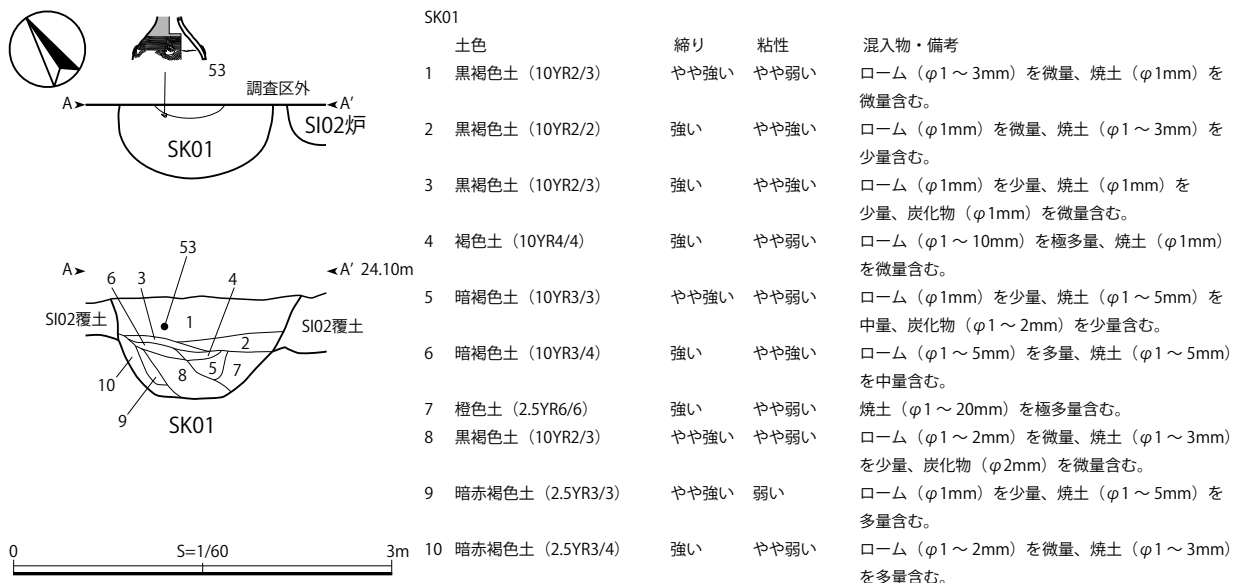 53
調査区外
A
A′
SI02炉
SK01
53
A
A′ 24.10m
6
3
4
SI02覆土
1
SI02覆土
2
10
8
5
7
9
SK01
0
S=1/60
3m
SK01
土色 締り 粘性 混入物・備考
1 黒褐色土（10YR2/3） やや強い やや弱い ローム（φ1～3mm）を微量、焼土（φ1mm）を
微量含む。
2 黒褐色土（10YR2/2） 強い やや強い ローム（φ1mm）を微量、焼土（φ1～3mm）を
少量含む。
3 黒褐色土（10YR2/3） 強い やや強い ローム（φ1mm）を少量、焼土（φ1mm）を
少量、炭化物（φ1mm）を微量含む。
4 褐色土（10YR4/4） 強い やや弱い ローム（φ1～10mm）を極多量、焼土（φ1mm）
を微量含む。
5 暗褐色土（10YR3/3） やや強い やや弱い ローム（φ1mm）を少量、焼土（φ1～5mm）を
中量、炭化物（φ1～2mm）を少量含む。
6 暗褐色土（10YR3/4） 強い やや強い ローム（φ1～5mm）を多量、焼土（φ1～5mm）
を中量含む。
7 橙色土（2.5YR6/6） 強い やや弱い 焼土（φ1～20mm）を極多量含む。
8 黒褐色土（10YR2/3） やや強い やや弱い ローム（φ1～2mm）を微量、焼土（φ1～3mm）
を少量、炭化物（φ2mm）を微量含む。
9 暗赤褐色土（2.5YR3/3） やや強い 弱い ローム（φ1mm）を少量、焼土（φ1～5mm）を
多量含む。
10 暗赤褐色土（2.5YR3/4） 強い やや弱い ローム（φ1～2mm）を微量、焼土（φ1～3mm）
を多量含む。